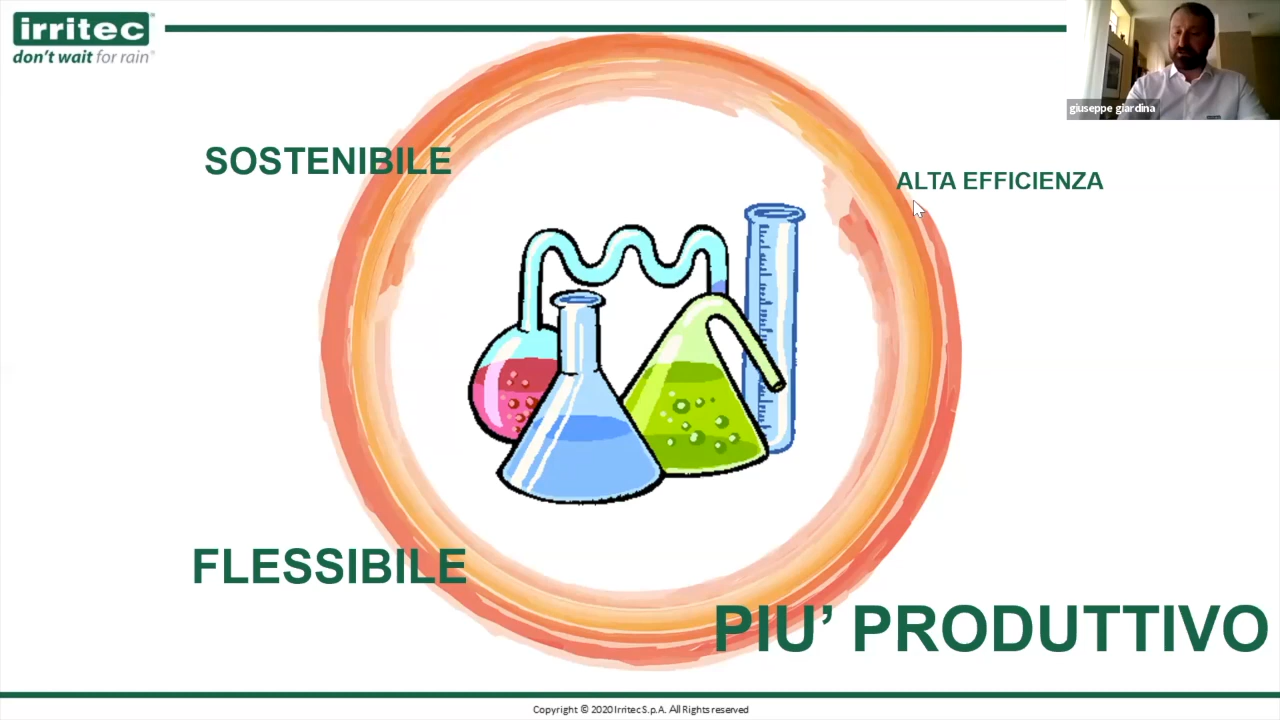 irritec®
don't wait for rain®
giuseppe giardina
SOSTENIBILE
ALTA EFFICIENZA
FLESSIBILE
PIU’ PRODUTTIVO
Copyright © 2020 Irritec S.p.A. All Rights reserved